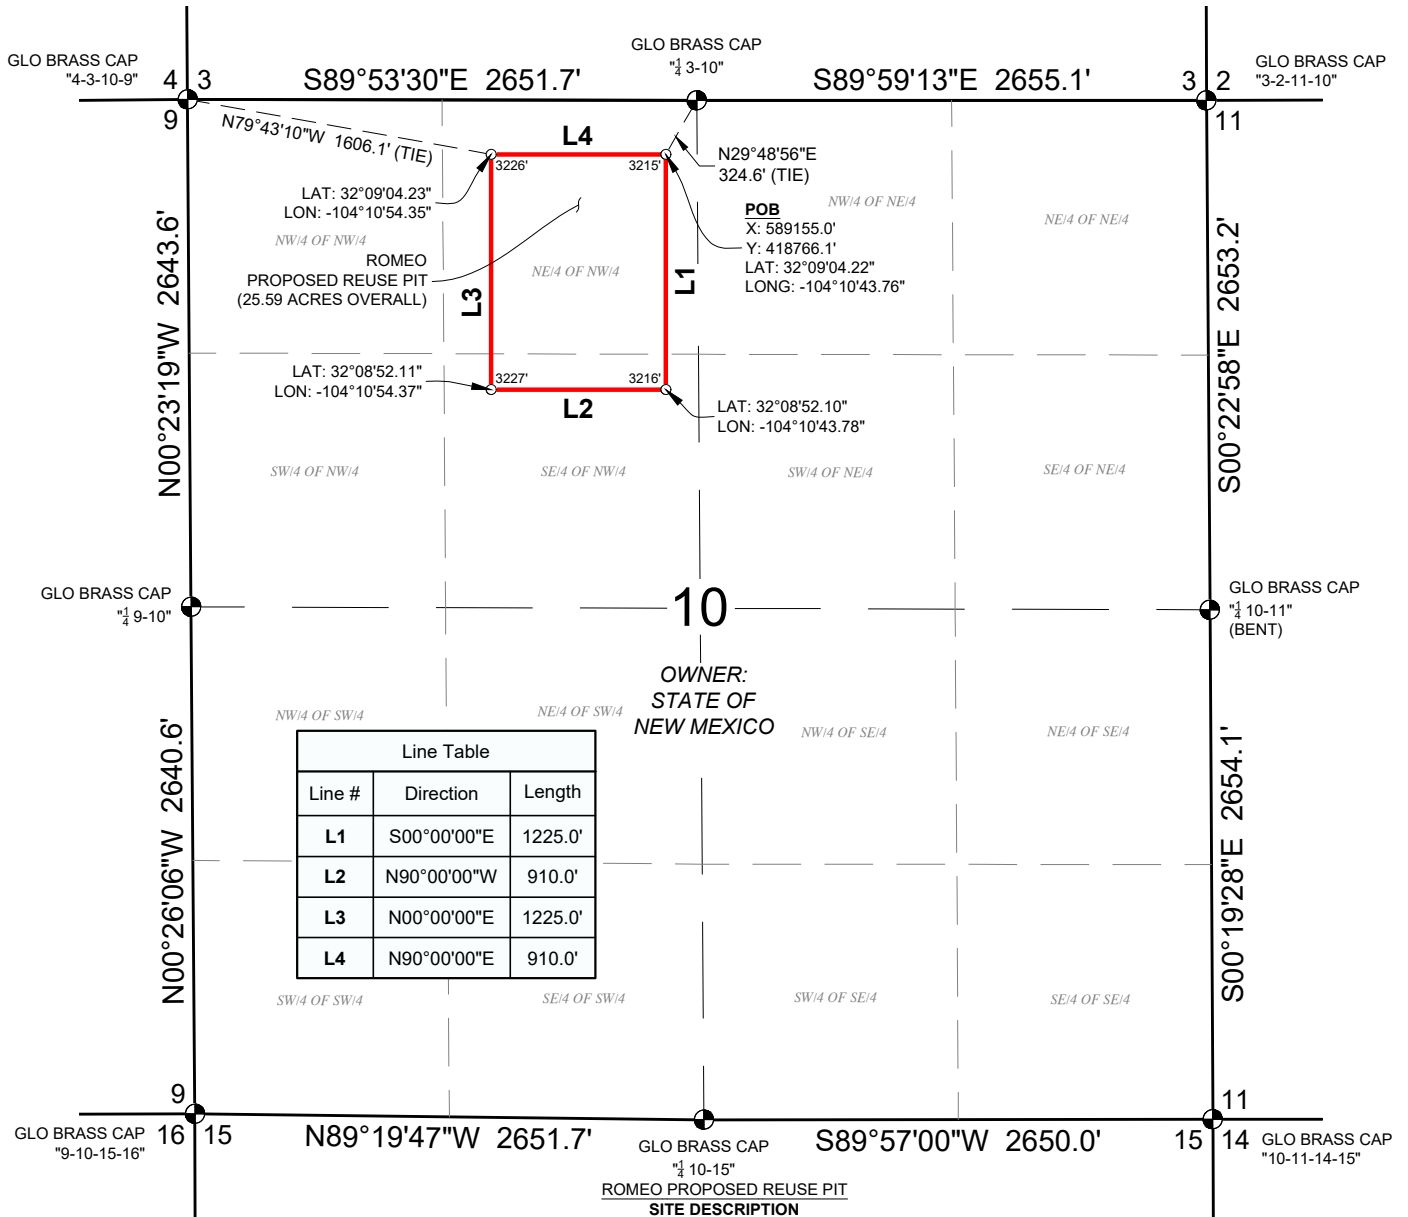 GLO BRASS CAP
"4-3-10-9"
4 3
9
S89°53'30"E 2651.7'
GLO BRASS CAP
"1/4 3-10"
S89°59'13"E 2655.1'
3 2
11
GLO BRASS CAP
"3-2-11-10"
N79°43'10"W 1606.1' (TIE)
L4
3226'
3215'
N29°48'56"E
324.6' (TIE)
LAT: 32°09'04.23"
LON: -104°10'54.35"
POB
X: 589155.0'
Y: 418766.1'
LAT: 32°09'04.22"
LONG: -104°10'43.76"
NW/4 OF NE/4
NE/4 OF NE/4
NW/4 OF NW/4
ROMEO
PROPOSED REUSE PIT
(25.59 ACRES OVERALL)
NE/4 OF NW/4
L3
L1
N00°23'19"W 2643.6'
S00°22'58"E 2653.2'
LAT: 32°08'52.11"
LON: -104°10'54.37"
3227'
3216'
L2
LAT: 32°08'52.10"
LON: -104°10'43.78"
SW/4 OF NW/4
SE/4 OF NW/4
SW/4 OF NE/4
SE/4 OF NE/4
GLO BRASS CAP
"1/4 9-10"
10
GLO BRASS CAP
"1/4 10-11"
(BENT)
OWNER:
STATE OF
NEW MEXICO
NW/4 OF SW/4
NE/4 OF SW/4
NW/4 OF SE/4
NE/4 OF SE/4
N00°26'06"W 2640.6'
S00°19'28"E 2654.1'
Line Table
Line # Direction Length
L1 S00°00'00"E 1225.0'
L2 N90°00'00"W 910.0'
L3 N00°00'00"E 1225.0'
L4 N90°00'00"E 910.0'
SW/4 OF SW/4
SE/4 OF SW/4
SW/4 OF SE/4
SE/4 OF SE/4
9
16 15
GLO BRASS CAP
"9-10-15-16"
N89°19'47"W 2651.7'
GLO BRASS CAP
"1/4 10-15"
S89°57'00"W 2650.0'
11
15 14
GLO BRASS CAP
"10-11-14-15"
ROMEO PROPOSED REUSE PIT
SITE DESCRIPTION